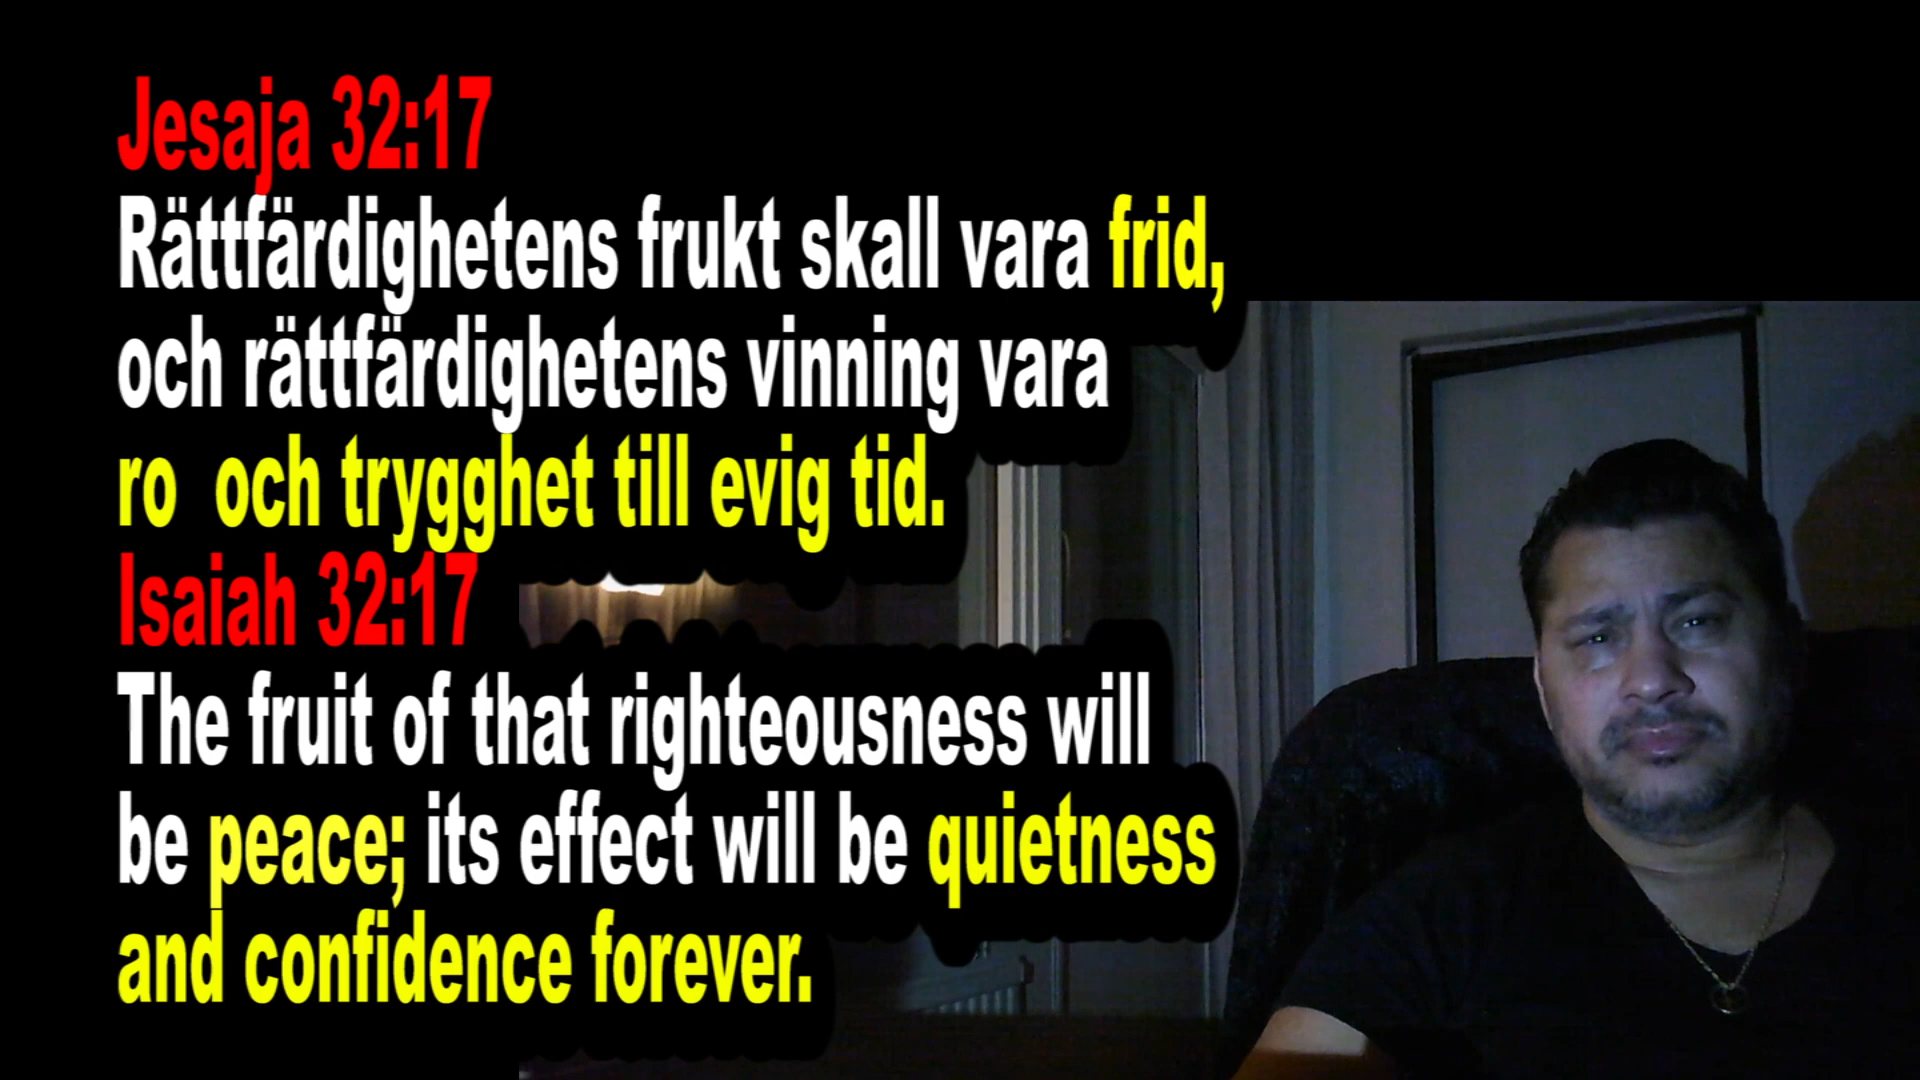 Jesaja 32:17
Rättfärdighetens frukt skall vara frid,
och rättfärdighetens vinning vara
ro  och trygghet till evig tid.
Isaiah 32:17
The fruit of that righteousness will
be peace; its effect will be quietness
and confidence forever.